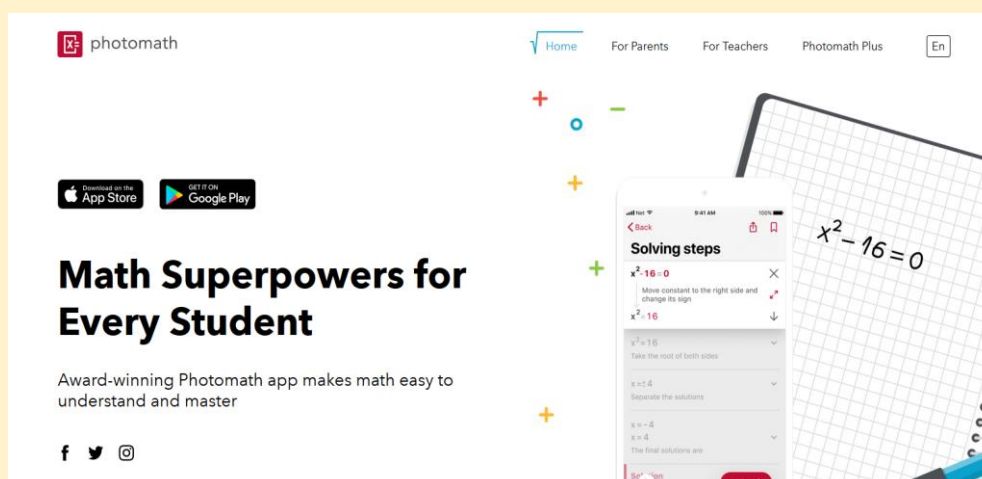 photomath
Home
For Parents
For Teachers
Photomath Plus
En
Download on the
App Store
GET IT ON
Google Play
Math Superpowers for
Every Student
Award-winning Photomath app makes math easy to
understand and master
Net
9:41 AM
100%
Back
Solving steps
x²-16=0
Move constant to the right side and
change its sign
x²=16
x²=16
Take the root of both sides
x=±4
Separate the solutions
x=-4
x=4
The final solutions are
x²-16=0